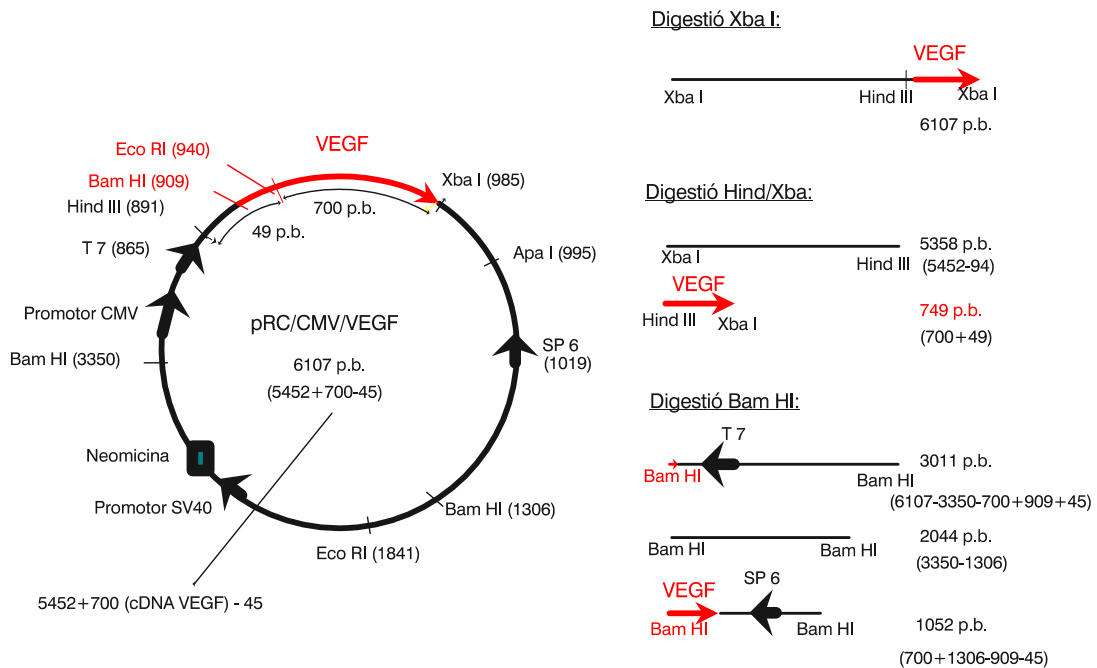 Eco RI (940)
VEGF
Bam HI (909)
Xba I (985)
Hind III (891)
700 p.b.
49 p.b.
T 7 (865)
Apa I (995)
Promotor CMV
pRC/CMV/VEGF
SP 6
(1019)
Bam HI (3350)
6107 p.b.
(5452+700-45)
Neomicina
Promotor SV40
Bam HI (1306)
Eco RI (1841)
5452+700 (cDNA VEGF) - 45
Digestió Xba I:
VEGF
Xba I
Hind III
Xba I
6107 p.b.
Digestió Hind/Xba:
Xba I
Hind III
5358 p.b.
(5452-94)
VEGF
Hind III
Xba I
749 p.b.
(700+49)
Digestió Bam HI:
T 7
Bam HI
Bam HI
3011 p.b.
(6107-3350-700+909+45)
Bam HI
Bam HI
2044 p.b.
(3350-1306)
VEGF
SP 6
Bam HI
Bam HI
1052 p.b.
(700+1306-909-45)